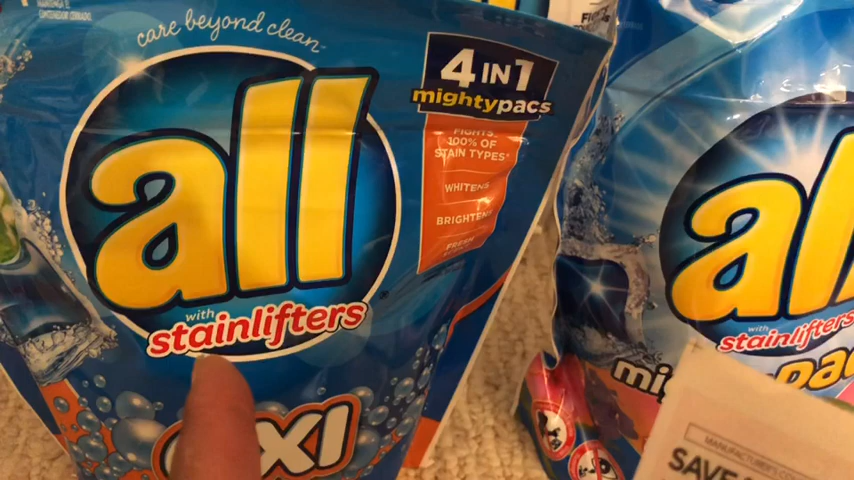 care beyond clean
4 IN 1
mightypacs
FIGHTS
100% OF
STAIN TYPES*
WHITENS
BRIGHTENS
all
with
stainlifters
all
with
stainlifters
MANUFACTURER'S
SAVE